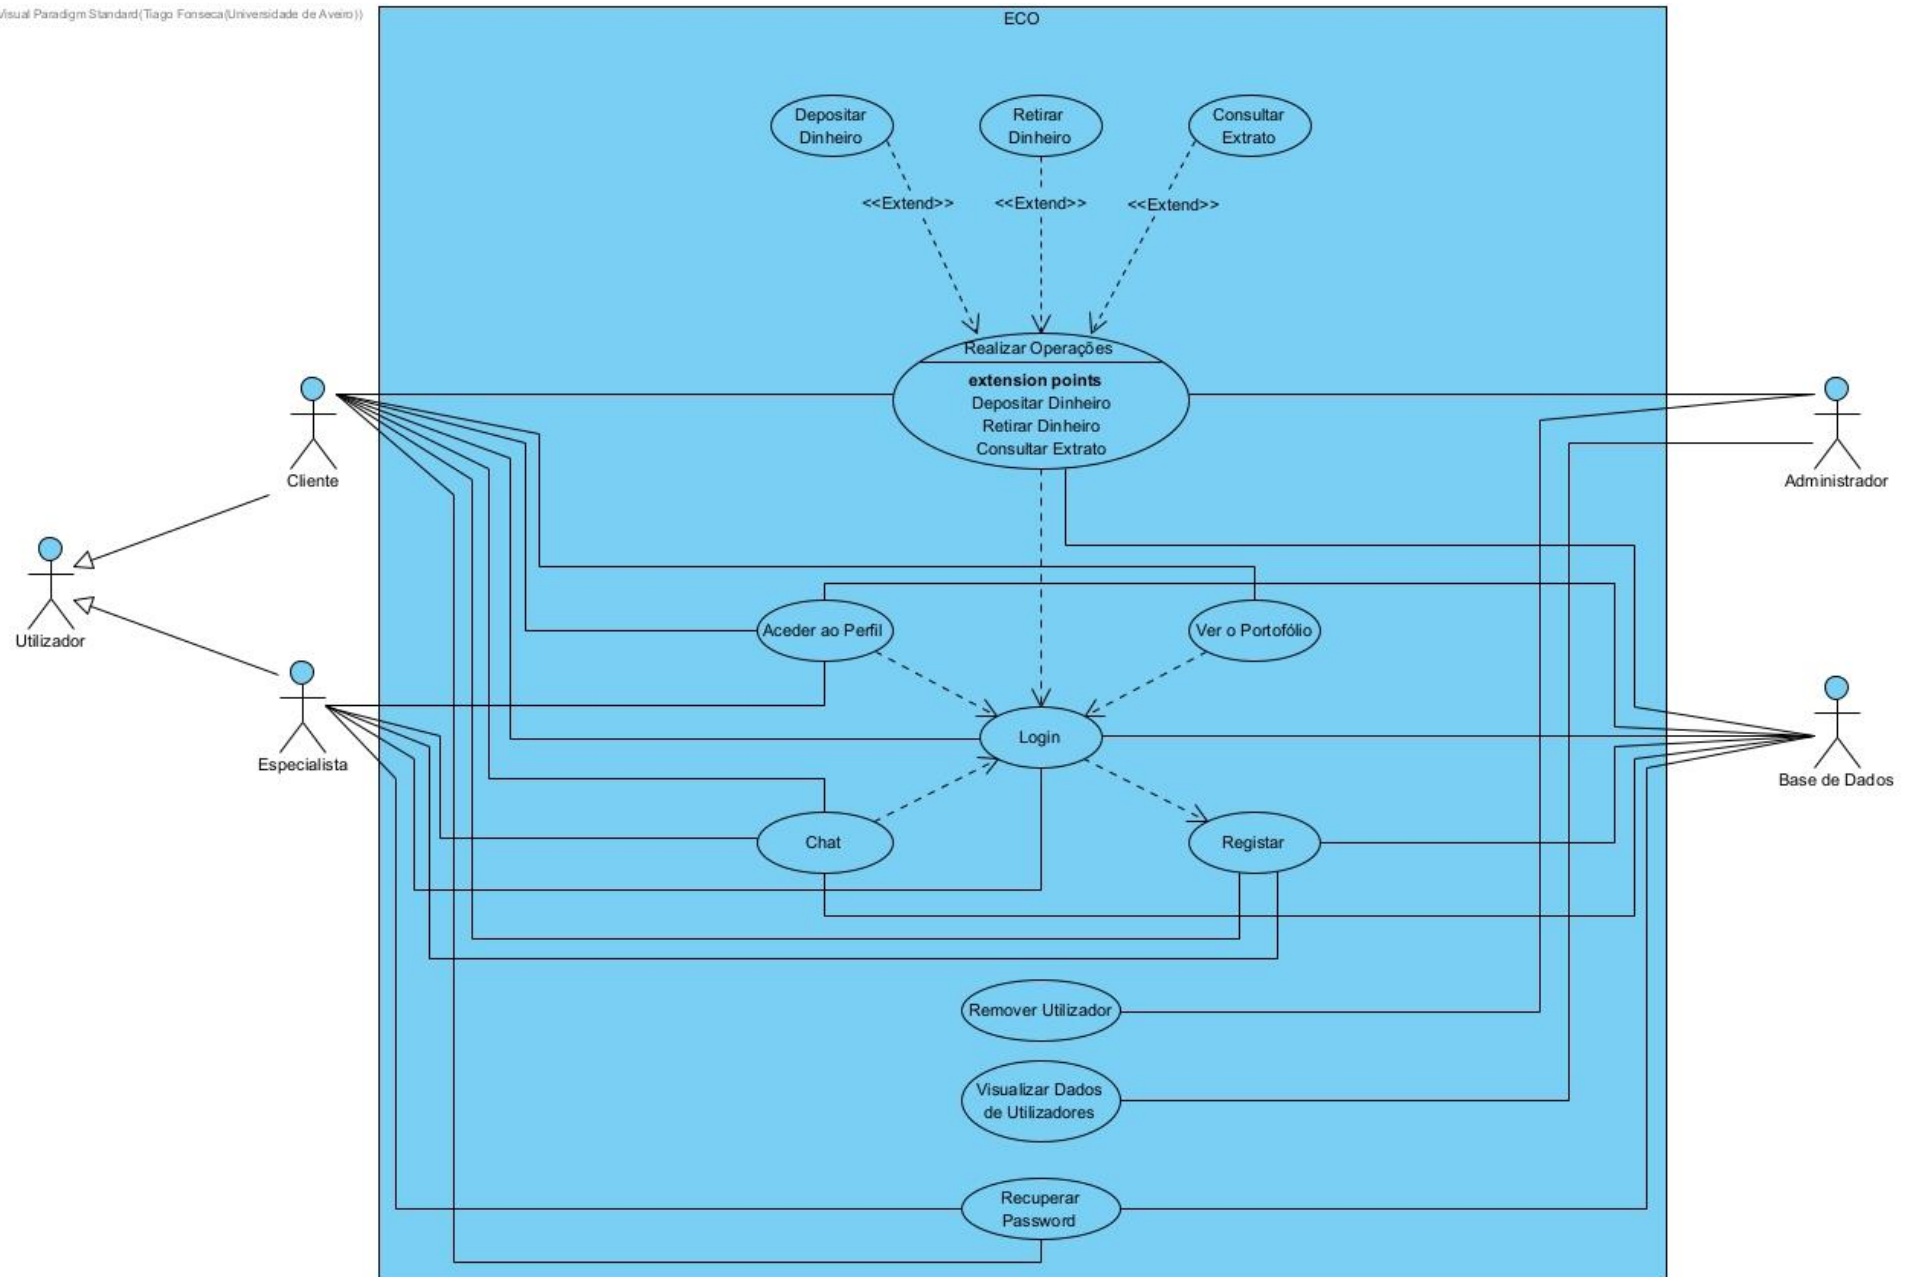 Visual Paradigm Standard(Tiago Fonseca(Universidade de Aveiro))
ECO
Depositar
Dinheiro
Retirar
Dinheiro
Consultar
Extrato
<<Extend>>
<<Extend>>
<<Extend>>
Realizar Operações
extension points
Depositar Dinheiro
Retirar Dinheiro
Consultar Extrato
Cliente
Administrador
Utilizador
Aceder ao Perfil
Ver o Portofólio
Especialista
Login
Base de Dados
Chat
Registar
Remover Utilizador
Visualizar Dados
de Utilizadores
Recuperar
Password